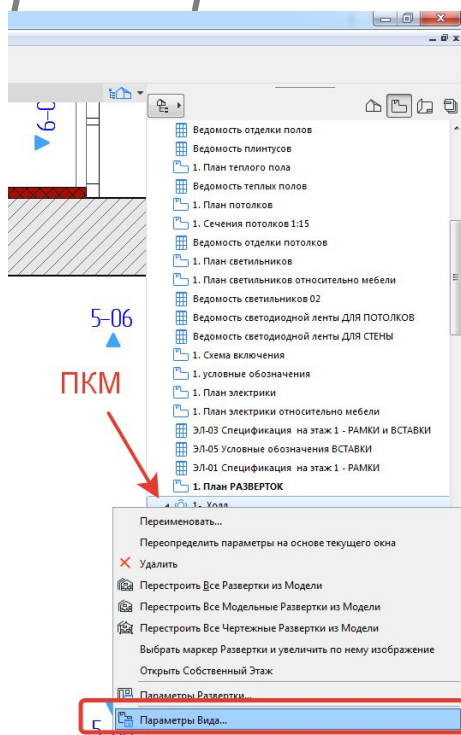 6-0
Ведомость отделки полов
Ведомость плинтусов
1. План теплого пола
Ведомость теплых полов
1. План потолков
1. Сечения потолков 1:15
Ведомость отделки потолков
1. План светильников
1. План светильников относительно мебели
Ведомость светильников 02
Ведомость светодиодной ленты ДЛЯ ПОТОЛКОВ
Ведомость светодиодной ленты ДЛЯ СТЕНЫ
1. Схема включения
1. условные обозначения
1. План электрики
1. План электрики относительно мебели
ЭЛ-03 Спецификация на этаж 1 - РАМКИ и ВСТАВКИ
ЭЛ-05 Условные обозначения ВСТАВКИ
ЭЛ-01 Спецификация на этаж 1 - РАМКИ
1. План РАЗВЕРТОК
1- Холл
5-06
ПКМ
Переименовать...
Переопределить параметры на основе текущего окна
Удалить
Перестроить Все Развертки из Модели
Перестроить Все Модельные Развертки из Модели
Перестроить Все Чертежные Развертки из Модели
Выбрать маркер Развертки и увеличить по нему изображение
Открыть Собственный Этаж
Параметры Развертки...
Параметры Вида...